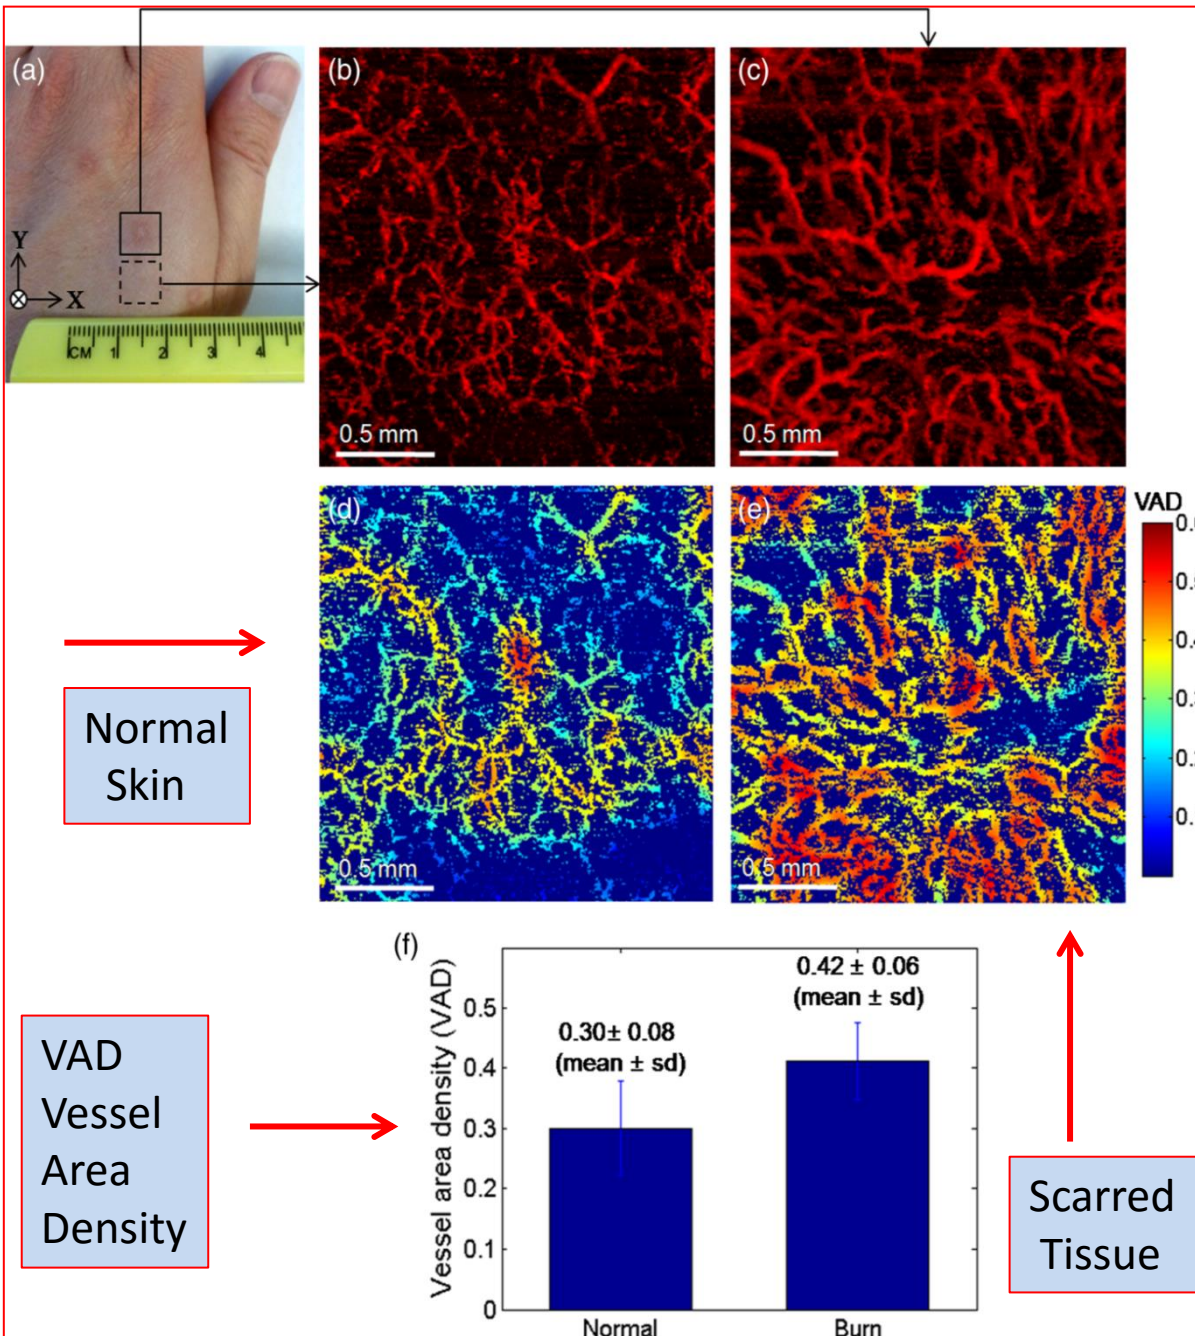 (a)
(b)
(c)
Y
X
CM 1 2 3 4
0.5 mm
0.5 mm
(d)
(e)
VAD
0.5 mm
0.5 mm
Normal
Skin
(f)
Vessel area density (VAD)
0.5
0.4
0.3
0.2
0.1
0
0.30± 0.08
(mean ± sd)
0.42 ± 0.06
(mean ± sd)
Normal
Burn
VAD
Vessel
Area
Density
Scarred
Tissue